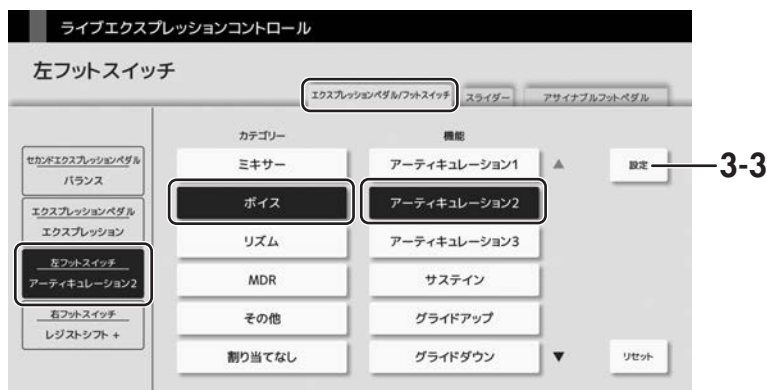 ライブエクスプレッションコントロール
左フットスイッチ
エクスプレッションペダル/フットスイッチ
スライダー
アサイナブルフットペダル
カテゴリー
機能
セカンドエクスプレッションペダル
バランス
エクスプレッションペダル
エクスプレッション
左フットスイッチ
アーティキュレーション2
右フットスイッチ
レジストシフト +
ミキサー
ボイス
リズム
MDR
その他
割り当てなし
アーティキュレーション1
アーティキュレーション2
アーティキュレーション3
サステイン
グライドアップ
グライドダウン
▲
▼
設定
3-3
リセット